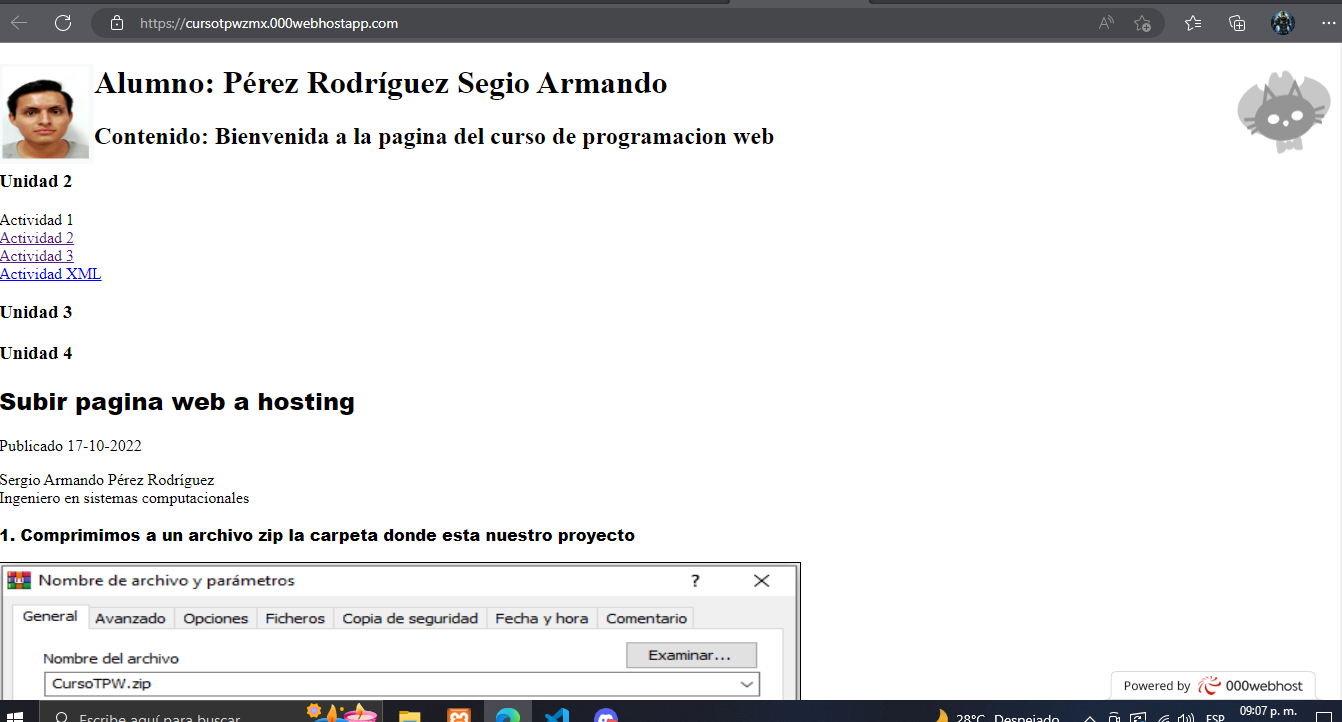 https://cursotpwzmx.000webhostapp.com
Alumno: Pérez Rodríguez Segio Armando
Contenido: Bienvenida a la pagina del curso de programacion web
Unidad 2
Actividad 1
Actividad 2
Actividad 3
Actividad XML
Unidad 3
Unidad 4
Subir pagina web a hosting
Publicado 17-10-2022
Sergio Armando Pérez Rodríguez
Ingeniero en sistemas computacionales
1. Comprimimos a un archivo zip la carpeta donde esta nuestro proyecto
Nombre de archivo y parámetros ?
General Avanzado Opciones Ficheros Copia de seguridad Fecha y hora Comentario
Nombre del archivo Examinar...
CursoTPW.zip
Powered by 000webhost
Escribe aquí para buscar 28°C Despejado ESP 09:07 p. m.